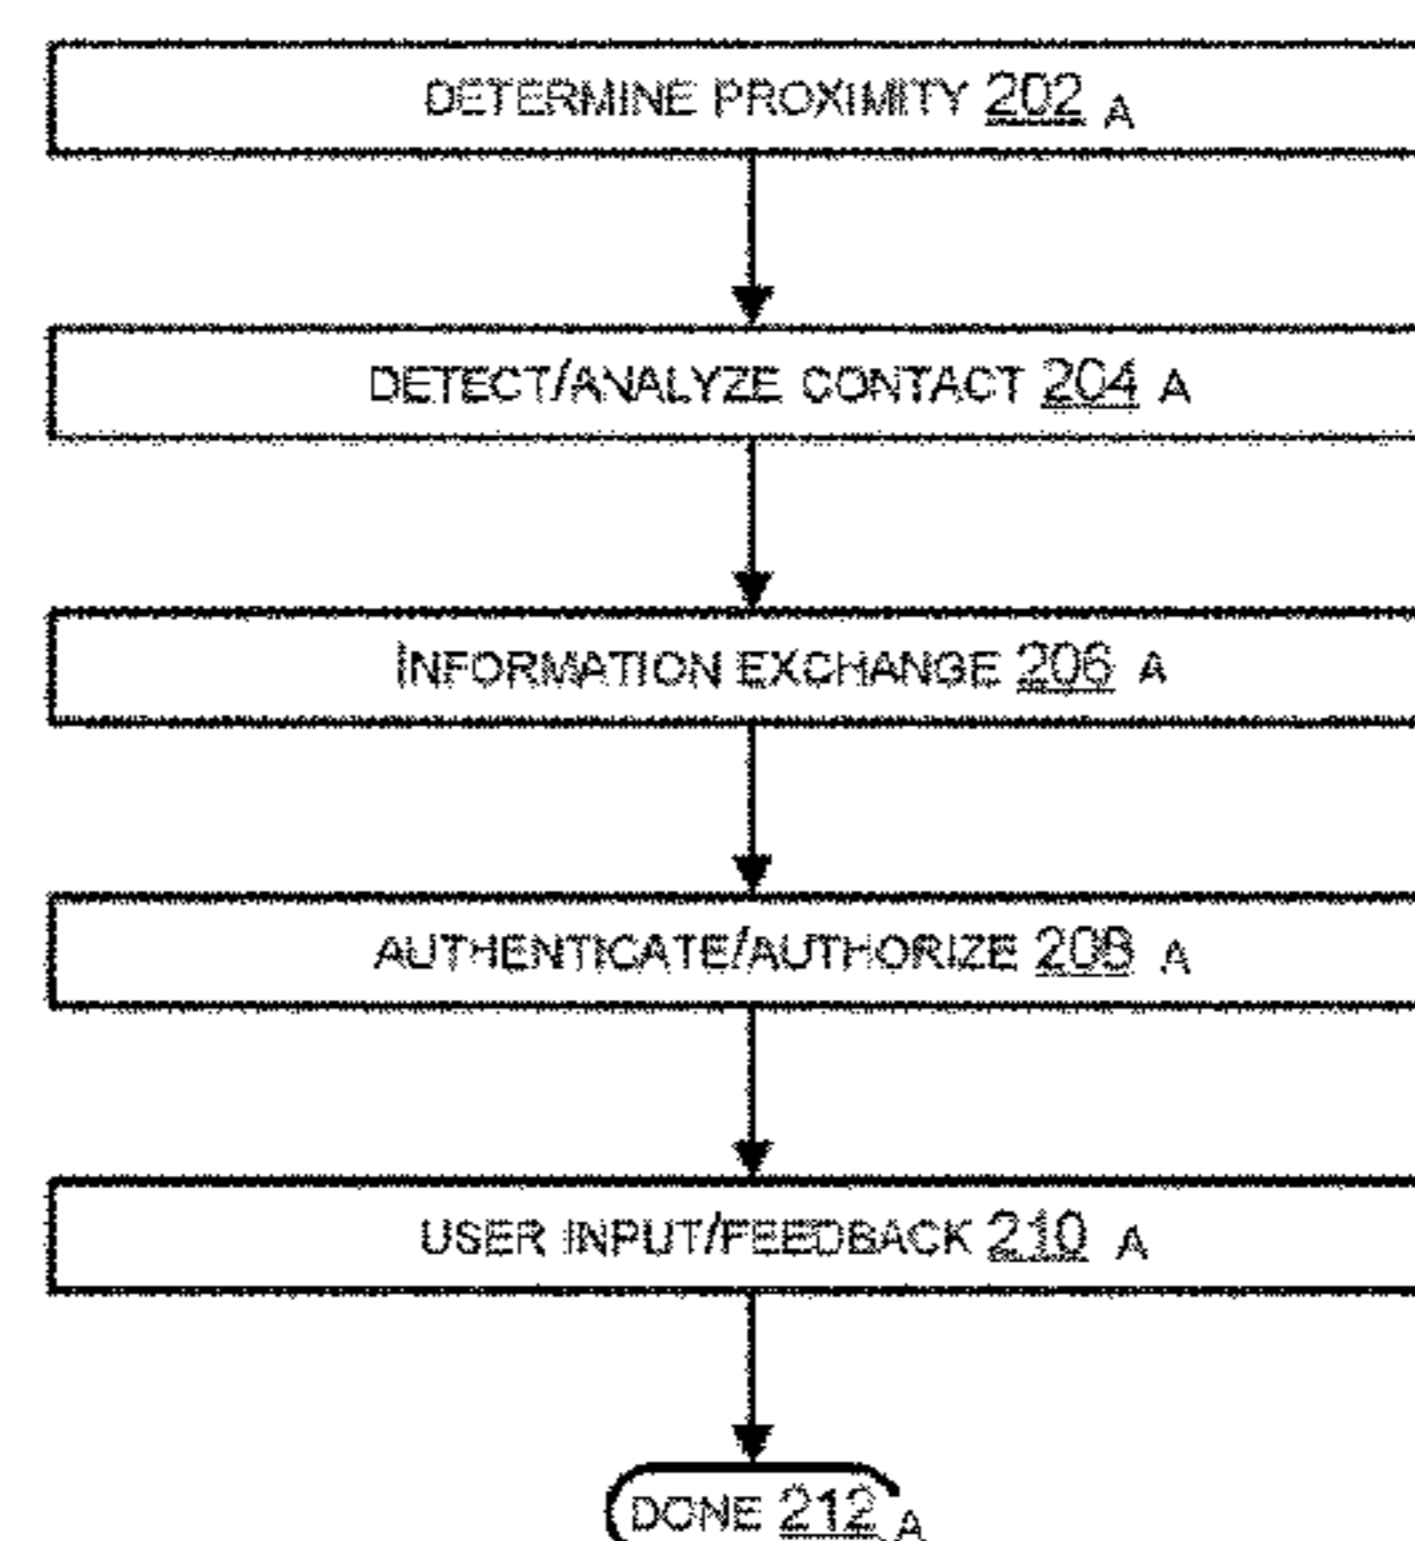 DETERMINE PROXIMITY 202 A
DETECT/ANALYZE CONTACT 204 A
INFORMATION EXCHANGE 206 A
AUTHENTICATE/AUTHORIZE 208 A
USER INPUT/FEEDBACK 210 A
DONE 212 A